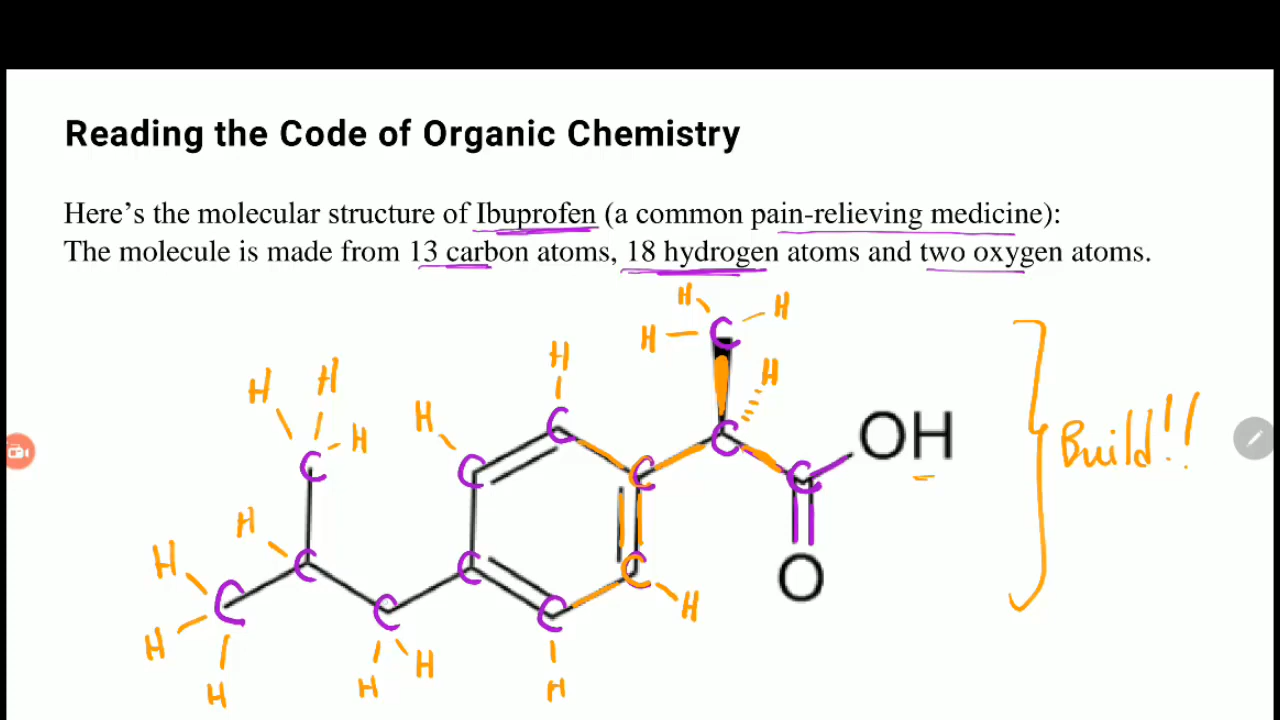 Reading the Code of Organic Chemistry
Here’s the molecular structure of Ibuprofen (a common pain-relieving medicine):
The molecule is made from 13 carbon atoms, 18 hydrogen atoms and two oxygen atoms.
H H
H C
H H H H
H H C C OH
C C C
C
H
H C C C
H C C H
H C O
H H
H H H
Build!!